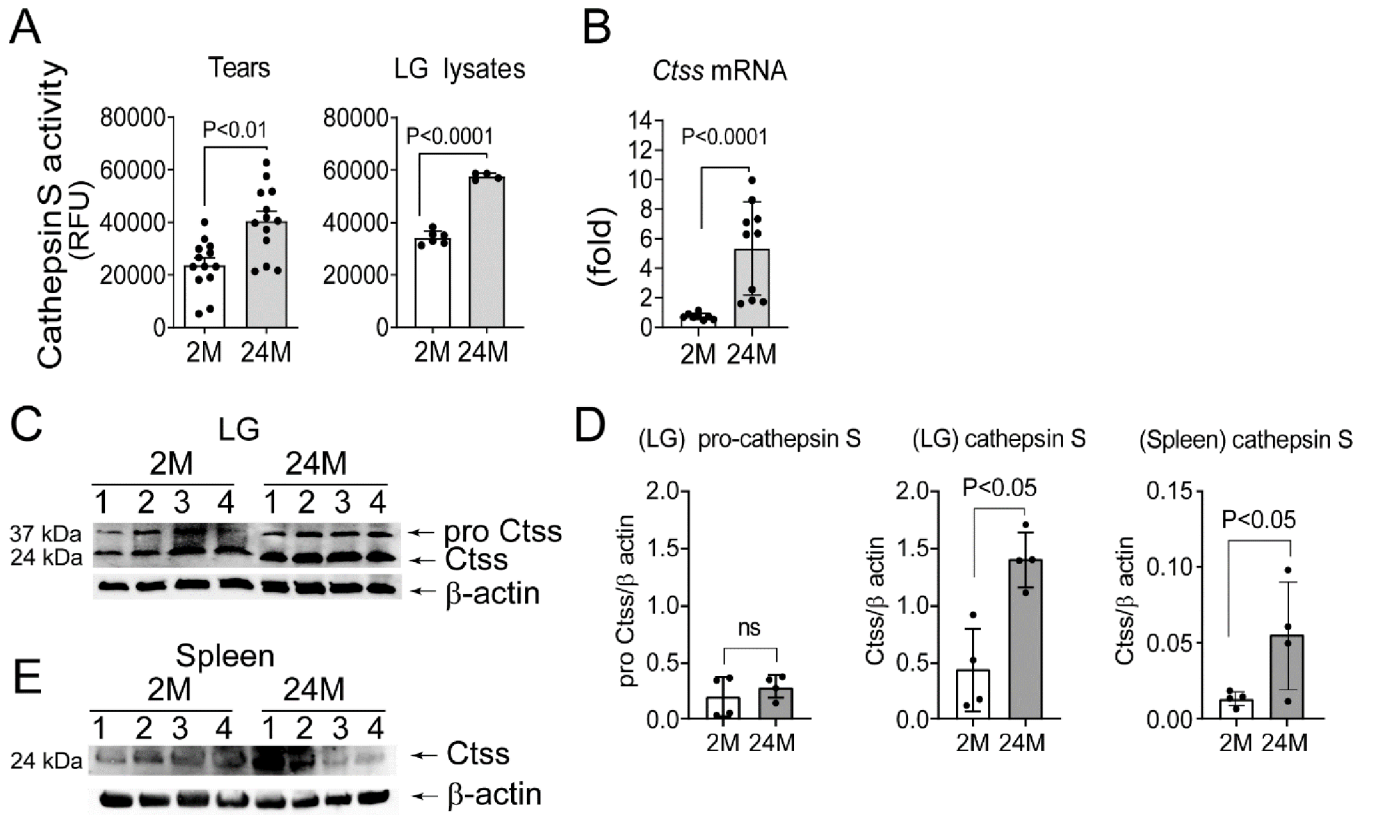 A
Tears
LG lysates
CathepsinS activity
(RFU)
80000
60000
40000
20000
0
P<0.01
2M 24M
80000
60000
40000
20000
0
P<0.0001
2M 24M
B
Ctss mRNA
(fold)
14
12
10
8
6
4
2
0
P<0.0001
2M 24M
C
LG
2M 24M
1 2 3 4 1 2 3 4
37 kDa
24 kDa
pro Ctss
Ctss
β-actin
D
(LG) pro-cathepsin S
pro Ctss/β actin
2.0
1.5
1.0
0.5
0.0
ns
2M 24M
(LG) cathepsin S
Ctss/β actin
2.0
1.5
1.0
0.5
0.0
P<0.05
2M 24M
(Spleen) cathepsin S
Ctss/β actin
0.15
0.10
0.05
0.00
P<0.05
2M 24M
E
Spleen
2M 24M
1 2 3 4 1 2 3 4
24 kDa
Ctss
β-actin